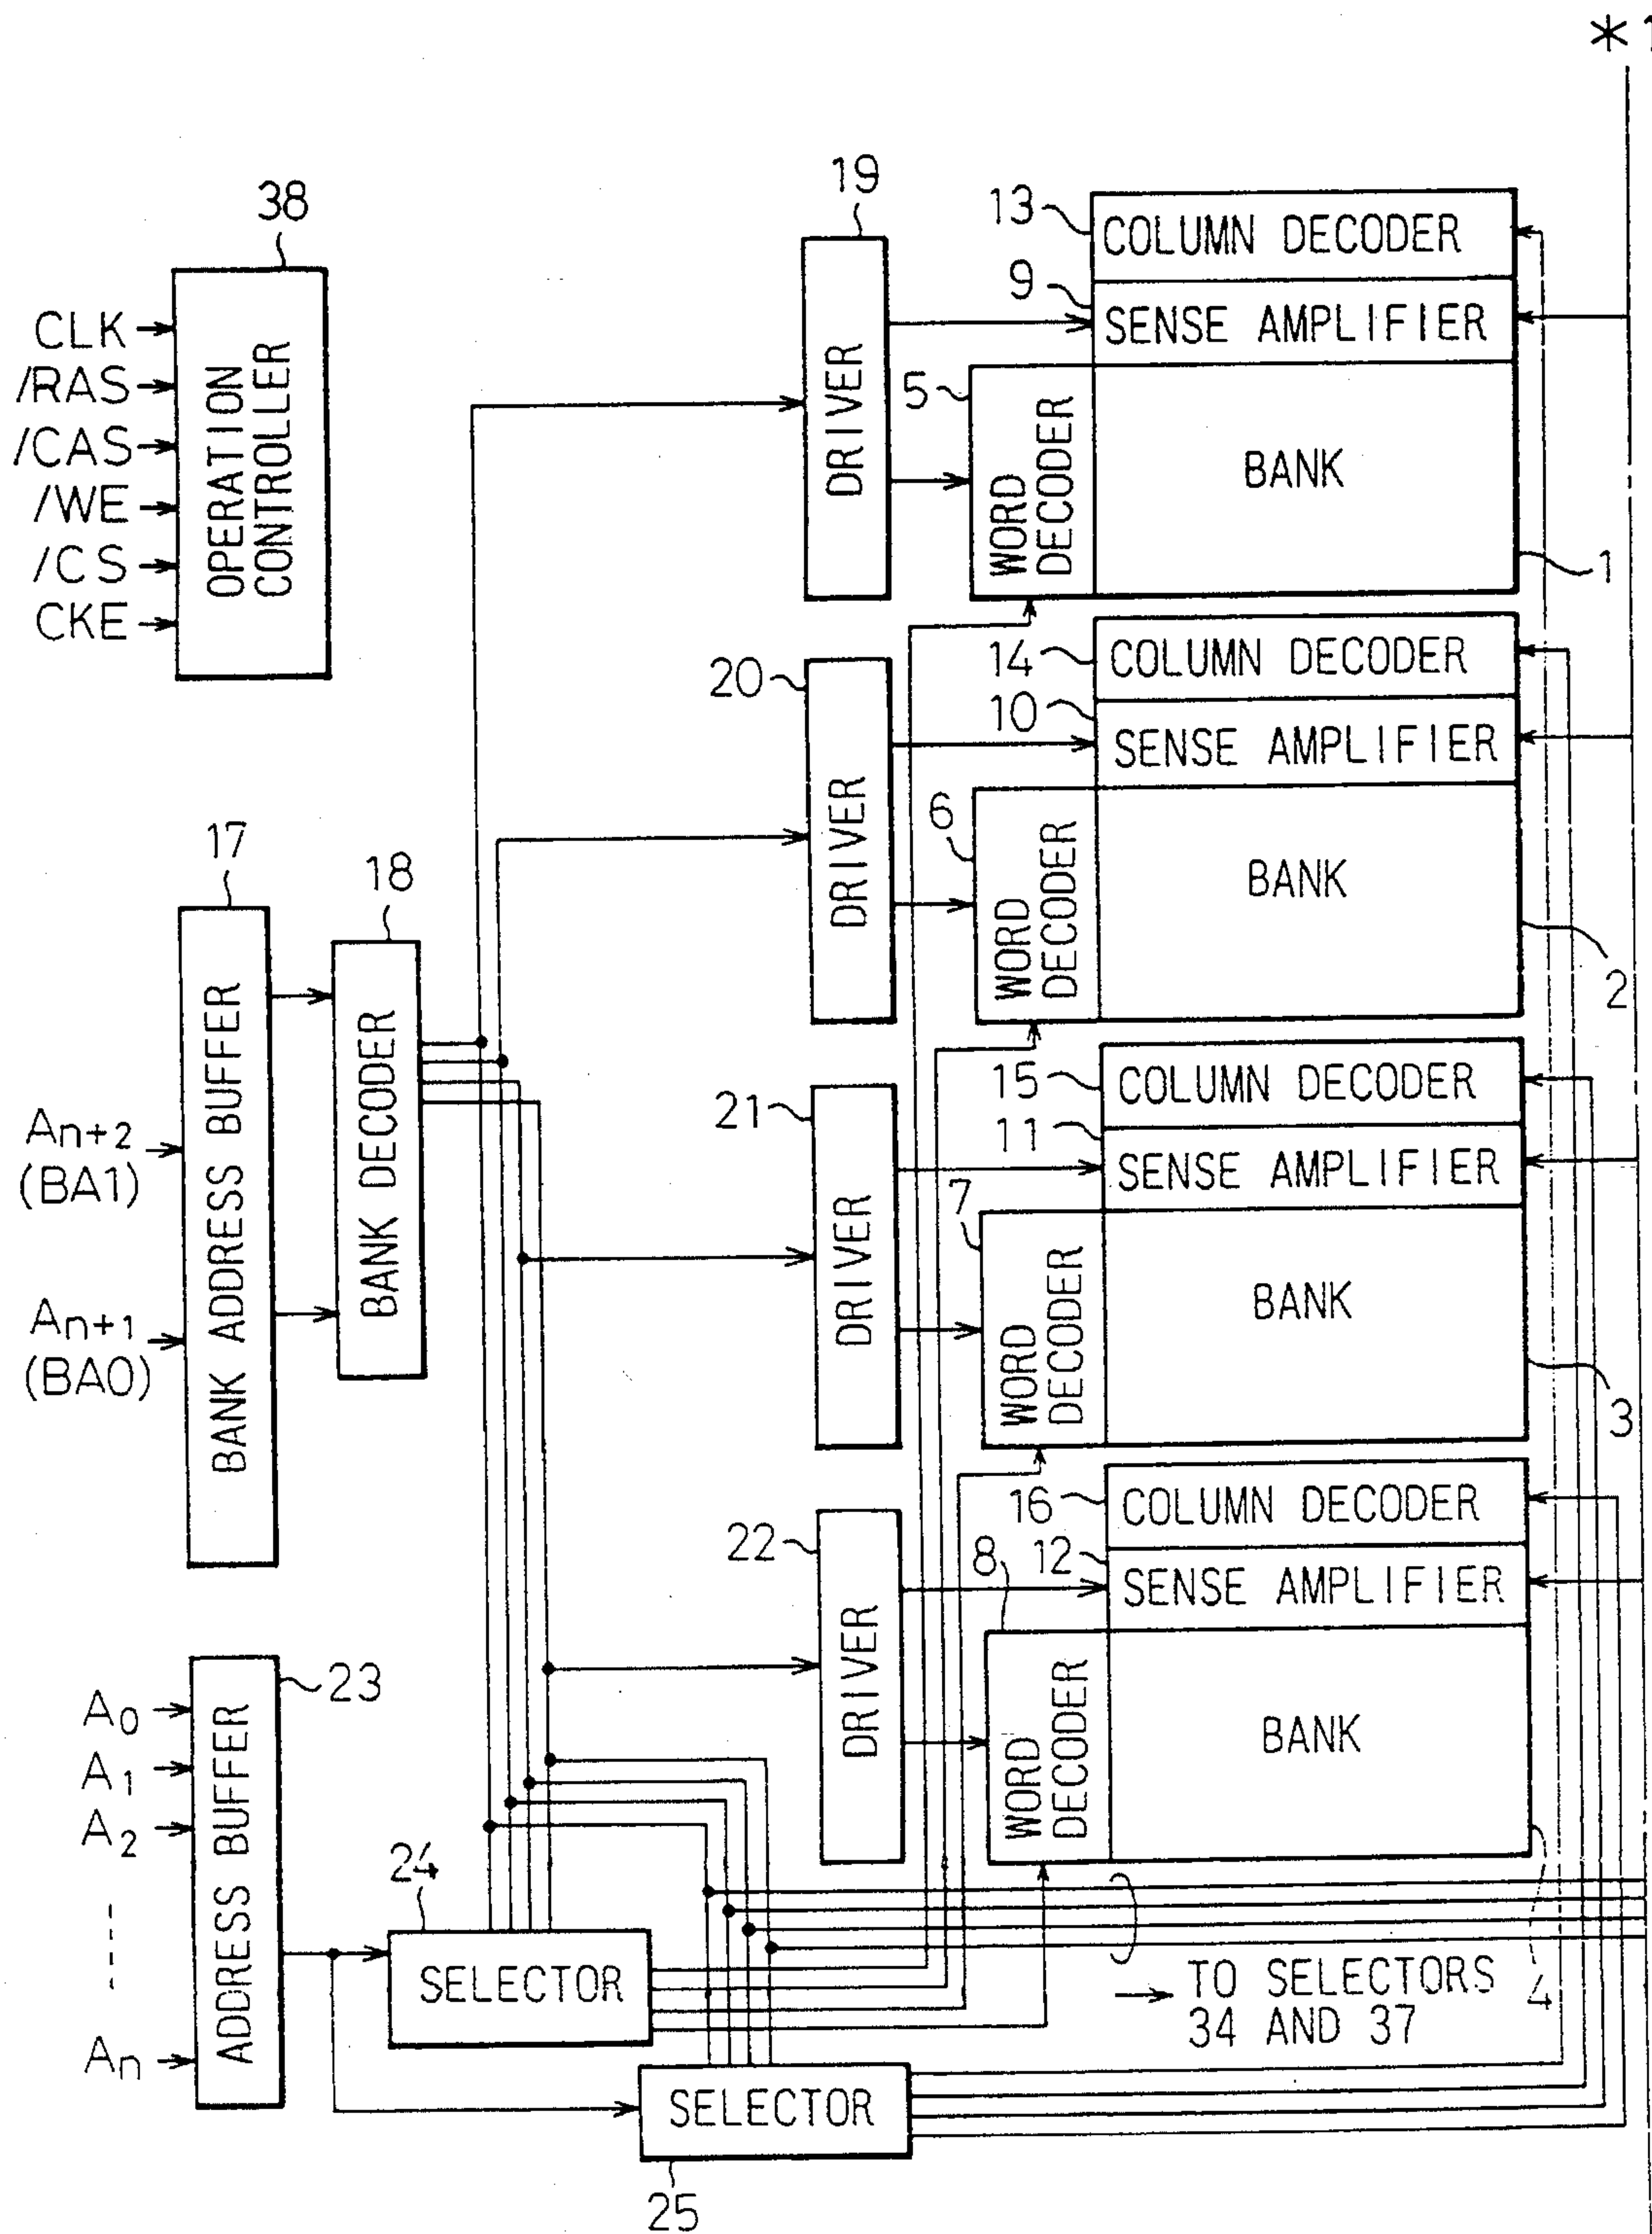 *1
38
CLK
/RAS
/CAS
/WE
/CS
CKE
OPERATION
CONTROLLER
19
DRIVER
13
COLUMN DECODER
9
SENSE AMPLIFIER
5
WORD
DECODER
BANK
1
20
DRIVER
14
COLUMN DECODER
10
SENSE AMPLIFIER
6
WORD
DECODER
BANK
2
17
BANK ADDRESS BUFFER
18
BANK DECODER
An+2
(BA1)
An+1
(BA0)
21
DRIVER
15
COLUMN DECODER
11
SENSE AMPLIFIER
7
WORD
DECODER
BANK
3
22
DRIVER
16
COLUMN DECODER
12
SENSE AMPLIFIER
8
WORD
DECODER
BANK
4
23
A0
A1
A2
An
ADDRESS BUFFER
24
SELECTOR
TO SELECTORS
34 AND 37
SELECTOR
25